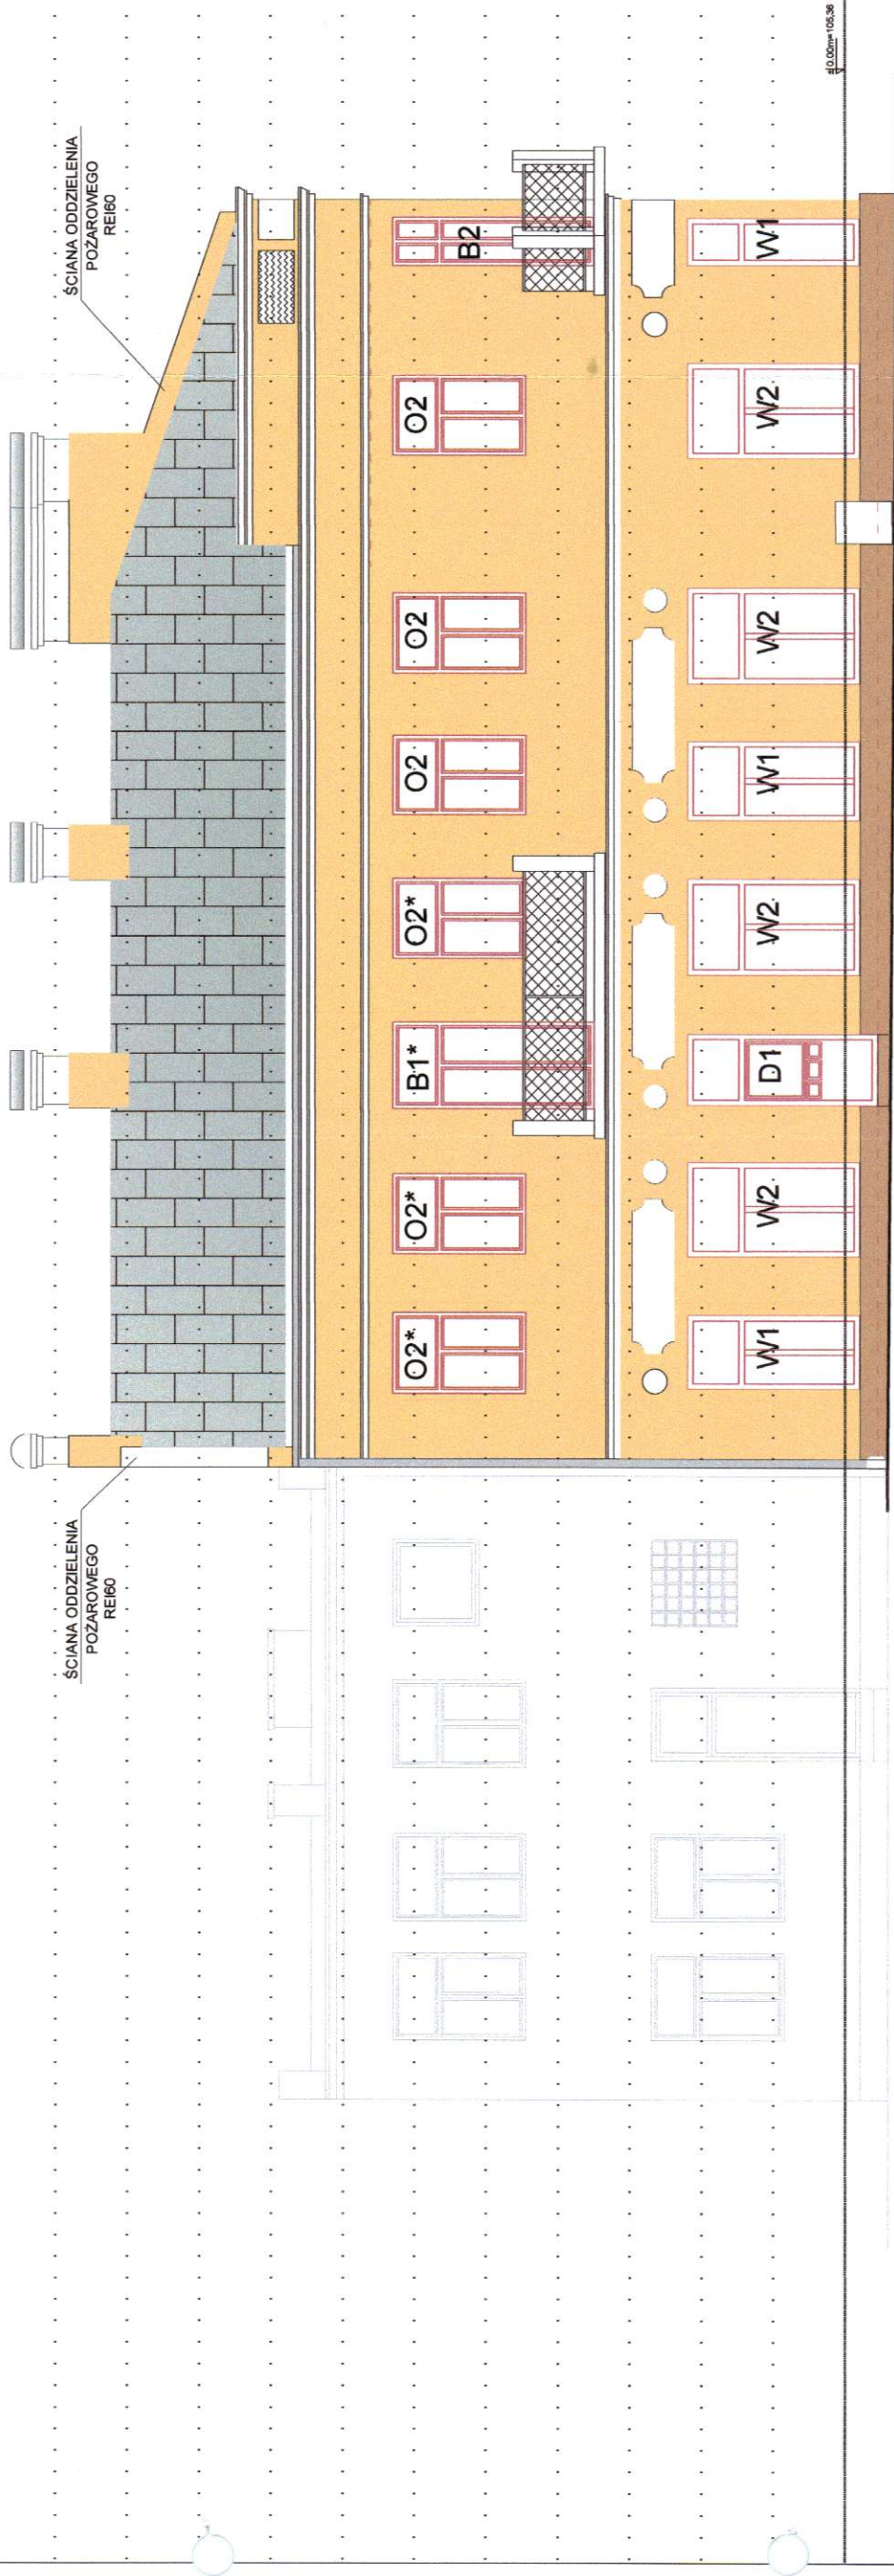 ŚCIANA ODDZIELENIA
POŻAROWEGO
REI60
ŚCIANA ODDZIELENIA
POŻAROWEGO
REI60
O2*
O2*
B1*
O2*
O2
O2
O2
B2
W1
W2
D1
W2
W1
W2
W2
W1
±0.00m=105,36